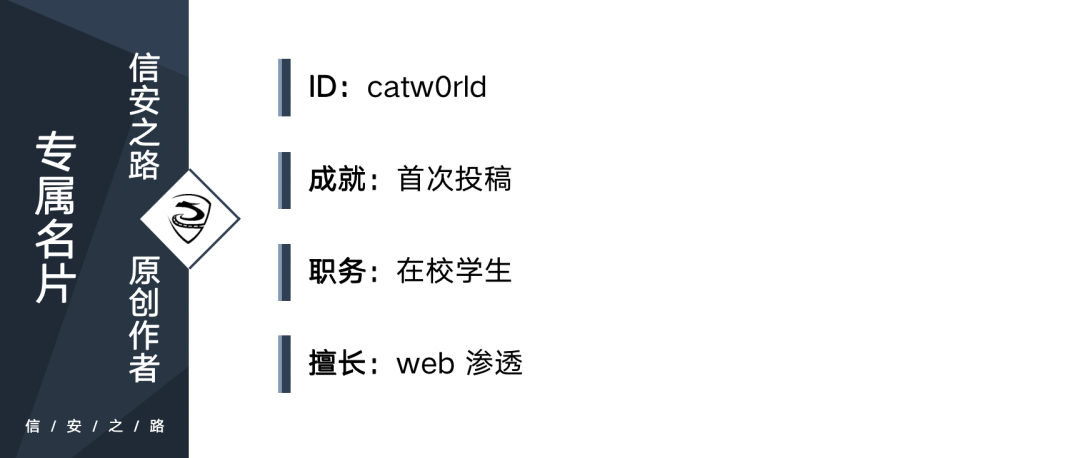 专属名片
信安之路
原创作者
信/安/之/路
ID：catw0rld
成就：首次投稿
职务：在校学生
擅长：web 渗透